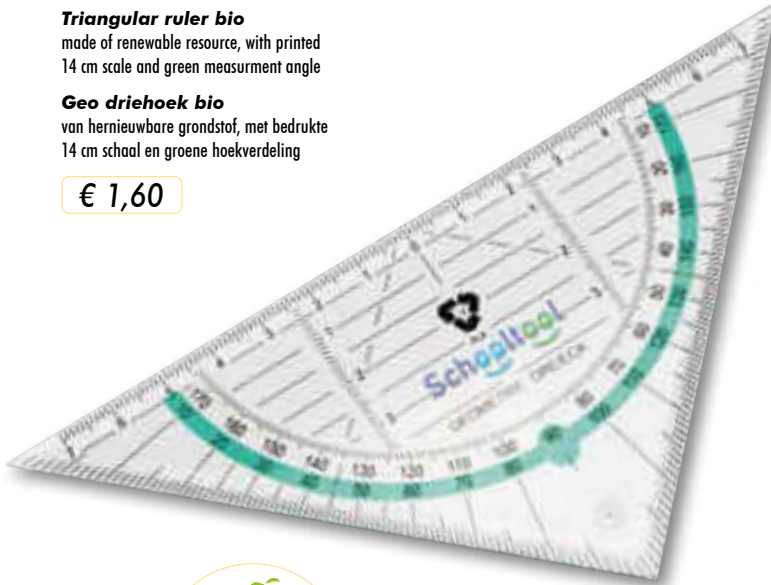 Triangular ruler bio
made of renewable resource, with printed
14 cm scale and green measurment angle
Geo driehoek bio
van hernieuwbare grondstof, met bedrukte
14 cm schaal en groene hoekverdeling
€ 1,60
Schooltool
DREIECK